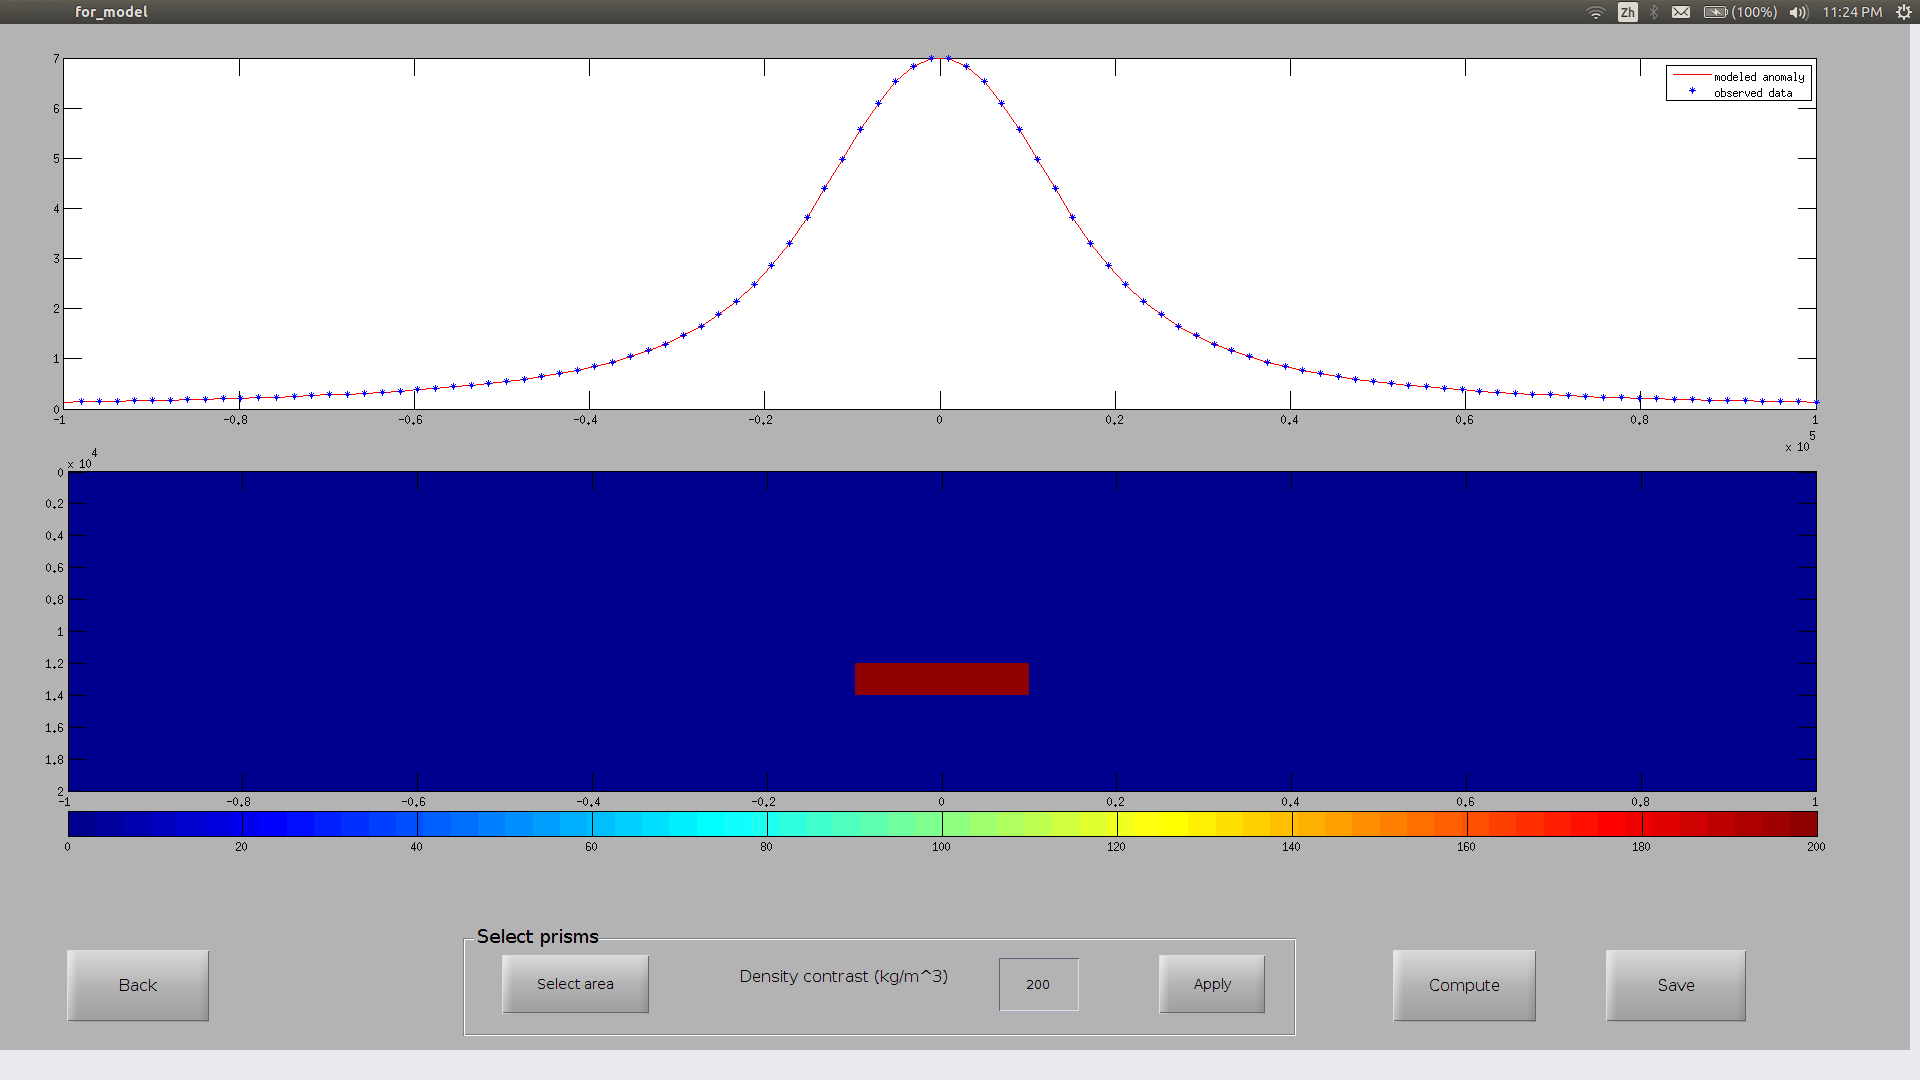 for_model
Zh
(100%)
11:24 PM
7
6
5
4
3
2
1
0
modeled anomaly
observed data
-1 -0.8 -0.6 -0.4 -0.2 0 0.2 0.4 0.6 0.8 1
x 10^5
x 10^4
0
0.2
0.4
0.6
0.8
1
1.2
1.4
1.6
1.8
2
-1 -0.8 -0.6 -0.4 -0.2 0 0.2 0.4 0.6 0.8 1
0 20 40 60 80 100 120 140 160 180 200
Select prisms
Back
Select area
Density contrast (kg/m^3)
200
Apply
Compute
Save